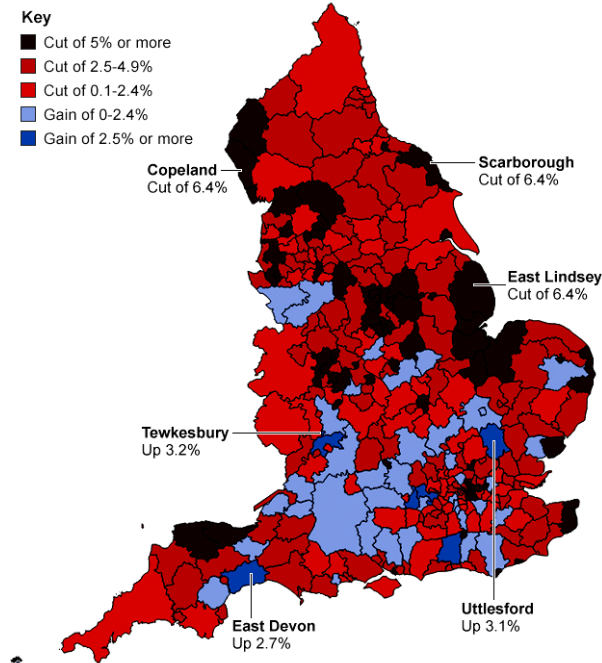 Key
Cut of 5% or more
Cut of 2.5-4.9%
Cut of 0.1-2.4%
Gain of 0-2.4%
Gain of 2.5% or more
Copeland
Cut of 6.4%
Scarborough
Cut of 6.4%
East Lindsey
Cut of 6.4%
Tewkesbury
Up 3.2%
Uttlesford
Up 3.1%
East Devon
Up 2.7%